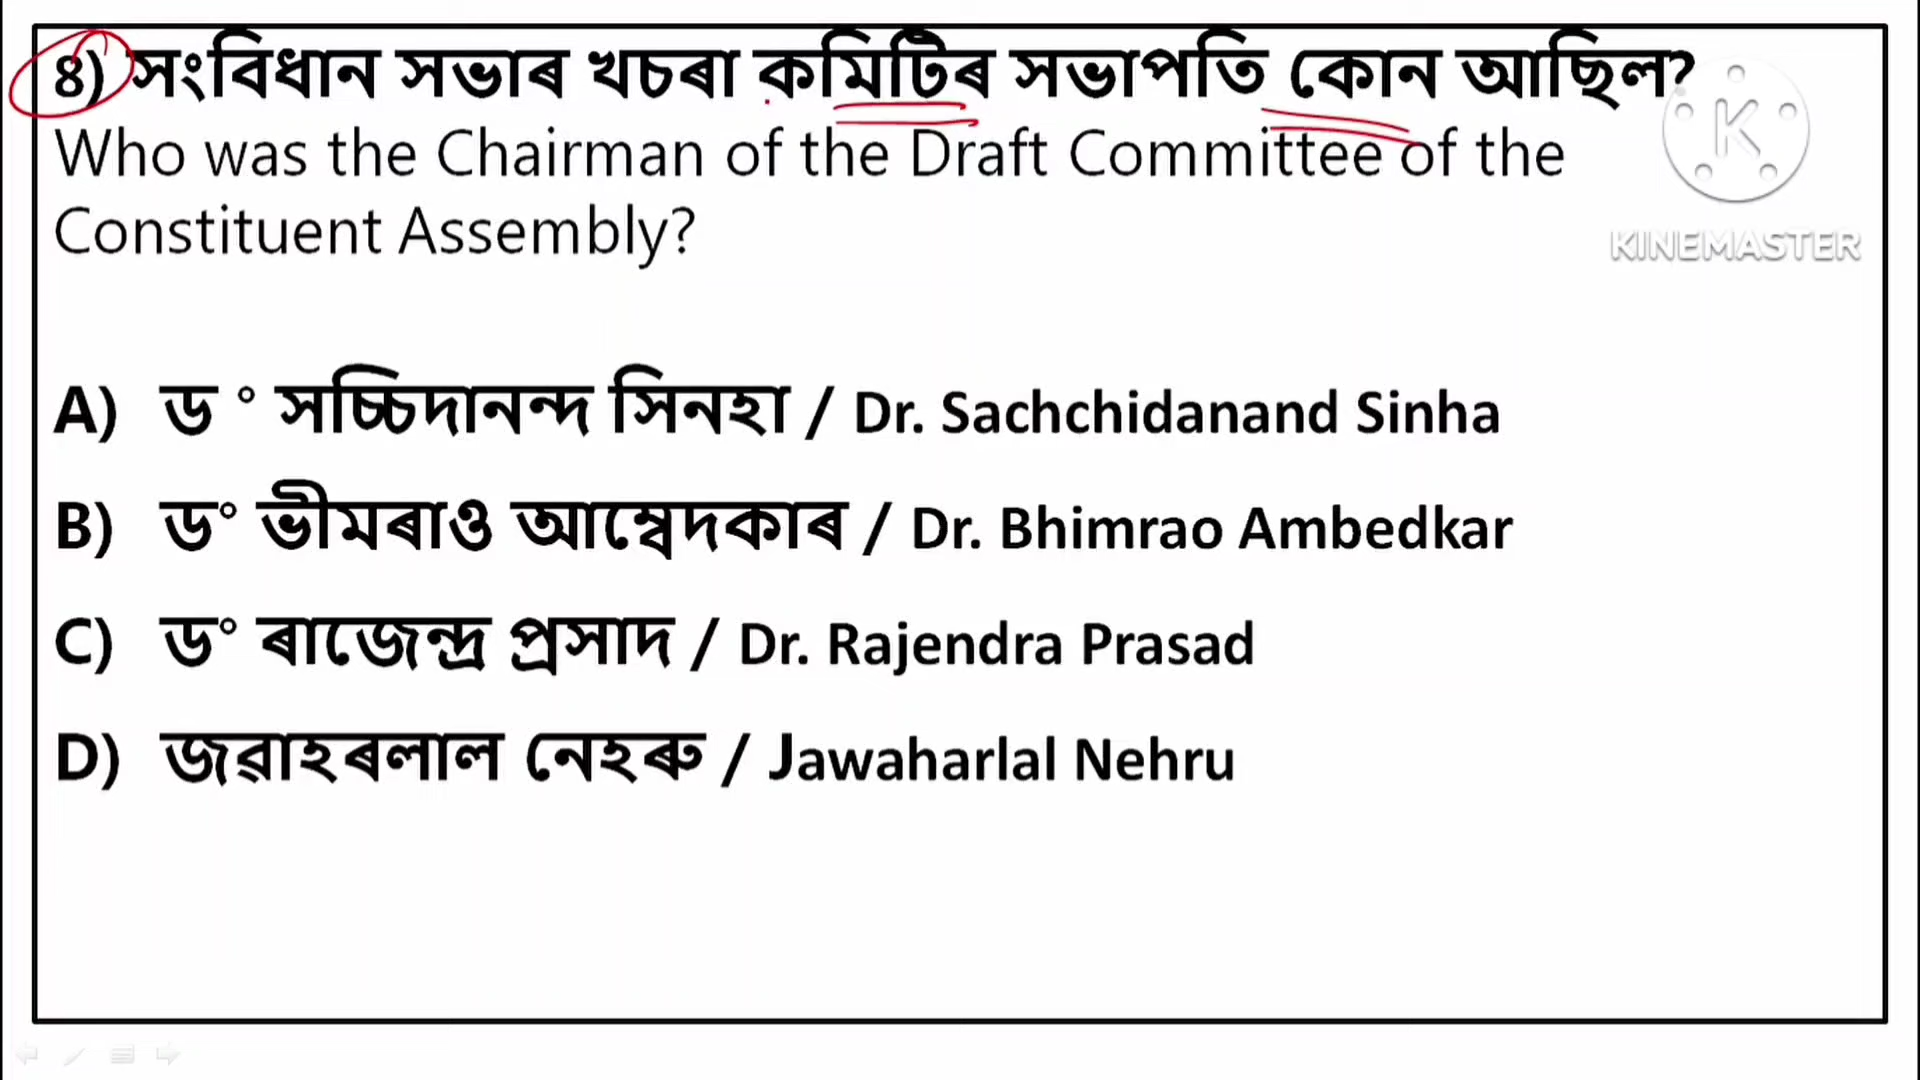 8) সংবিধান সভাৰ খচৰা কমিটিৰ সভাপতি কোন আছিল?
Who was the Chairman of the Draft Committee of the
Constituent Assembly?
K
KINEMASTER
A) ড ° সচ্চিদানন্দ সিনহা / Dr. Sachchidanand Sinha
B) ড° ভীমৰাও আম্বেদকাৰ / Dr. Bhimrao Ambedkar
C) ড° ৰাজেন্দ্ৰ প্ৰসাদ / Dr. Rajendra Prasad
D) জৱাহৰলাল নেহৰু / Jawaharlal Nehru